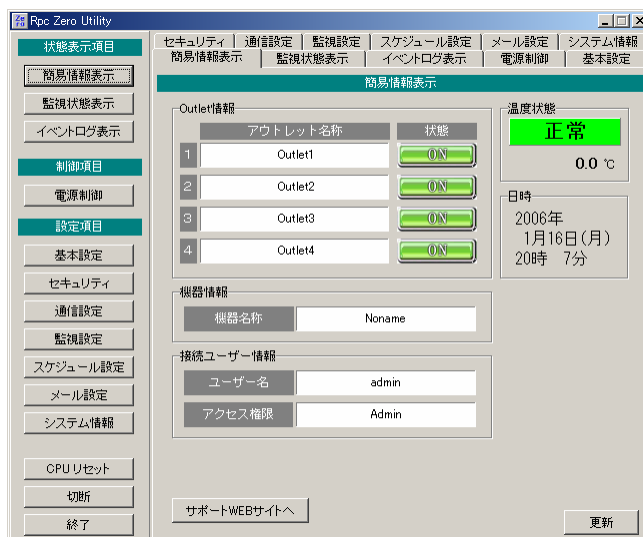 Rpc Zero Utility
状態表示項目
簡易情報表示
監視状態表示
イベントログ表示
制御項目
電源制御
設定項目
基本設定
セキュリティ
通信設定
監視設定
スケジュール設定
メール設定
システム情報
CPUリセット
切断
終了
セキュリティ 通信設定 監視設定 スケジュール設定 メール設定 システム情報
簡易情報表示 監視状態表示 イベントログ表示 電源制御 基本設定
簡易情報表示
Outlet情報
アウトレット名称 状態
1 Outlet1 ON
2 Outlet2 ON
3 Outlet3 ON
4 Outlet4 ON
機器情報
機器名称 Noname
接続ユーザー情報
ユーザー名 admin
アクセス権限 Admin
サポートWEBサイトへ
温度状態
正常
0.0 ℃
日時
2006年
1月16日(月)
20時 7分
更新